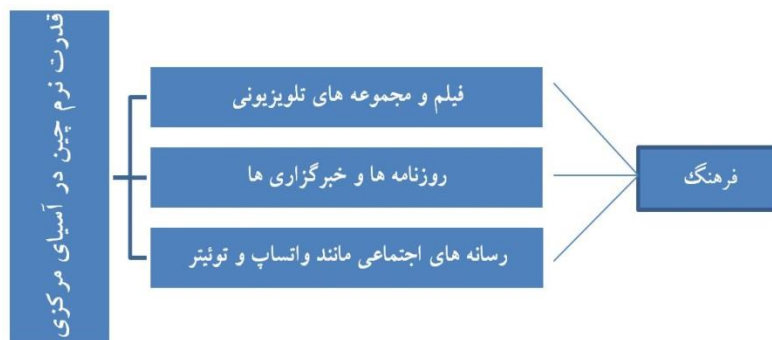 قدرت نرم چین در آسیای مرکزی
فیلم و مجموعه های تلویزیونی
روزنامه ها و خبرگزاری ها
رسانه های اجتماعی مانند واتساپ و توئیتر
فرهنگ